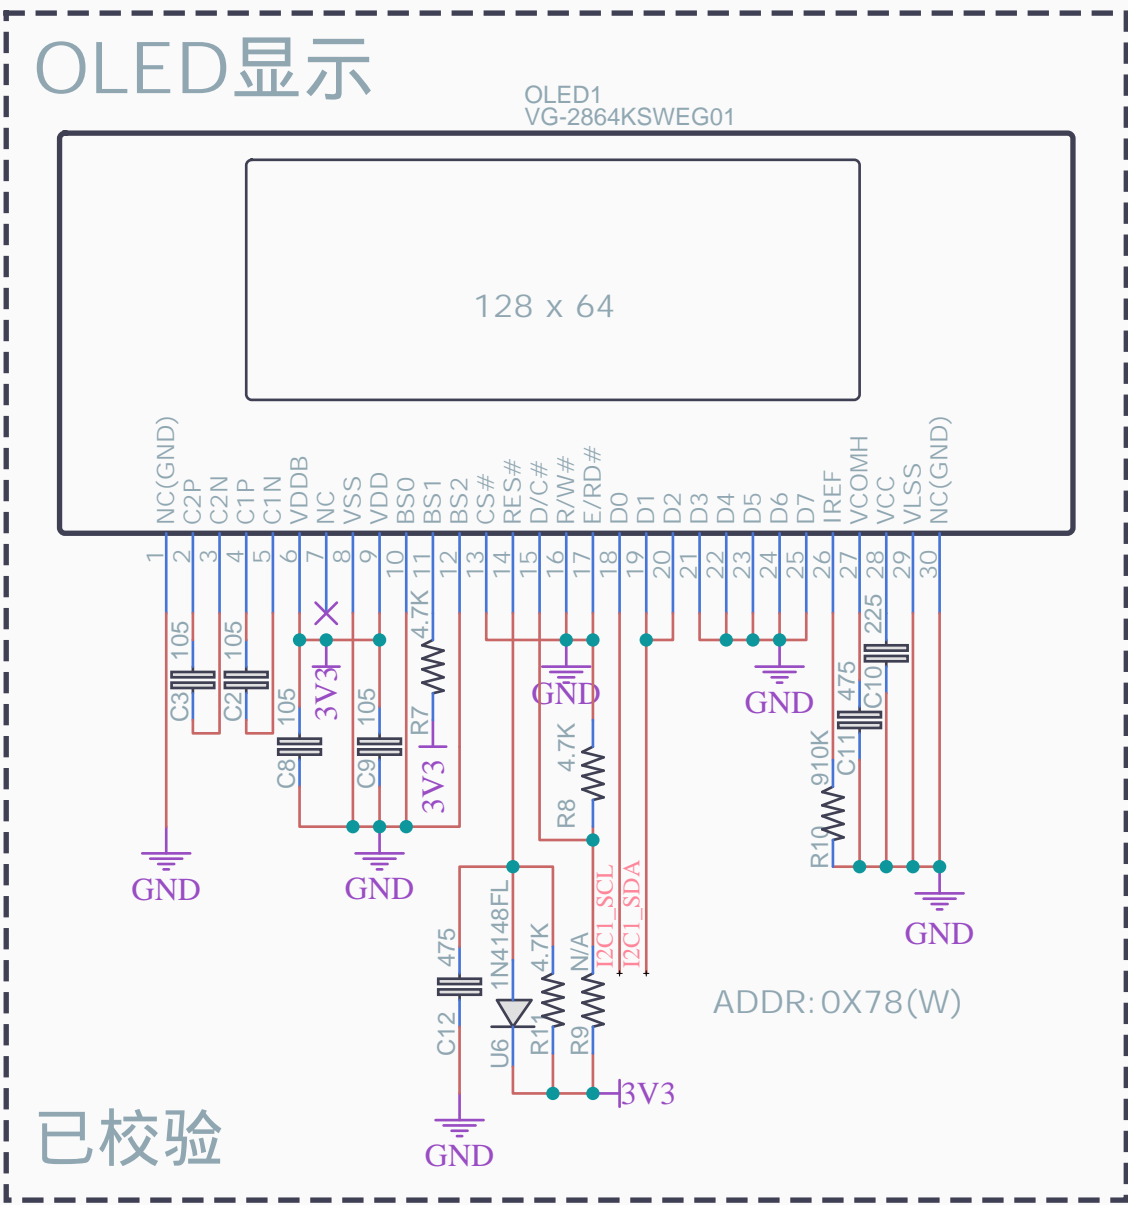 OLED显示
OLED1
VG-2864KSWEG01
128 x 64
NC(GND)
C2P
C2N
C1P
C1N
VDDB
NC
VSS
VDD
BS0
BS1
BS2
CS#
RES#
D/C#
R/W#
E/RD#
D0
D1
D2
D3
D4
D5
D6
D7
IREF
VCOMH
VCC
VLSS
NC(GND)
1
2
3
4
5
6
7
8
9
10
11
12
13
14
15
16
17
18
19
20
21
22
23
24
25
26
27
28
29
30
105
C3
105
C2
105
C8
3V3
105
C9
4.7K
R7
3V3
GND
4.7K
R8
GND
225
C10
475
C11
910K
R10
GND
GND
GND
475
C12
1N4148FL
U6
4.7K
R11
N/A
R9
I2C1_SCL
I2C1_SDA
ADDR: 0X78(W)
3V3
GND
已校验